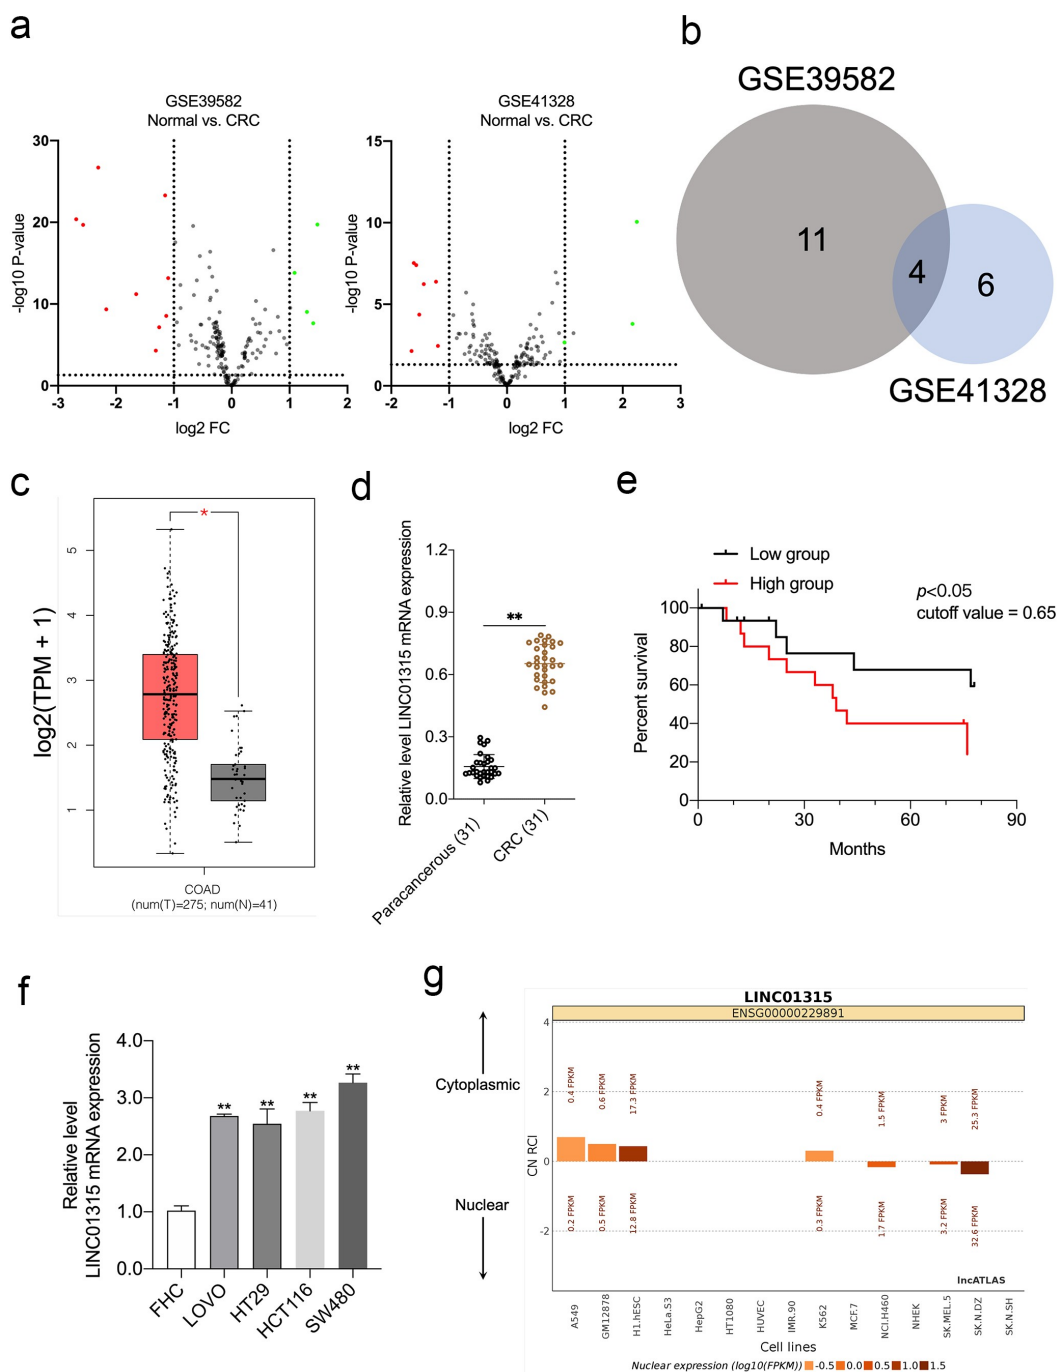 a
GSE39582
Normal vs. CRC
30
20
10
0
-log10 P-value
-3
-2
-1
0
1
2
log2 FC
GSE41328
Normal vs. CRC
15
10
5
0
-log10 P-value
-2
-1
0
1
2
3
log2 FC
b
GSE39582
11
4
6
GSE41328
c
*
log2(TPM + 1)
5
4
3
2
1
COAD
(num(T)=275; num(N)=41)
d
Relative level LINC01315 mRNA expression
1.2
0.9
0.6
0.3
0.0
**
Paracancerous (31)
CRC (31)
e
Low group
High group
p<0.05
cutoff value = 0.65
Percent survival
100
80
60
40
20
0
0
30
60
90
Months
f
Relative level
LINC01315 mRNA expression
4.0
3.0
2.0
1.0
0.0
**
**
**
**
FHC
LOVO
HT29
HCT116
SW480
g
Cytoplasmic
Nuclear
LINC01315
ENSG00000229891
CN RCI
4
2
0
-2
0.4 FPKM
0.6 FPKM
17.3 FPKM
0.4 FPKM
1.5 FPKM
3 FPKM
25.3 FPKM
0.2 FPKM
0.5 FPKM
12.8 FPKM
0.3 FPKM
1.7 FPKM
3.2 FPKM
32.6 FPKM
lncATLAS
A549
GM12878
H1.hESC
HeLa.S3
HepG2
HT1080
HUVEC
IMR.90
K562
MCF.7
NCI.H460
NHEK
SK.MEL.5
SK.N.DZ
SK.N.SH
Cell lines
Nuclear expression (log10(FPKM)) -0.5 0.0 0.5 1.0 1.5